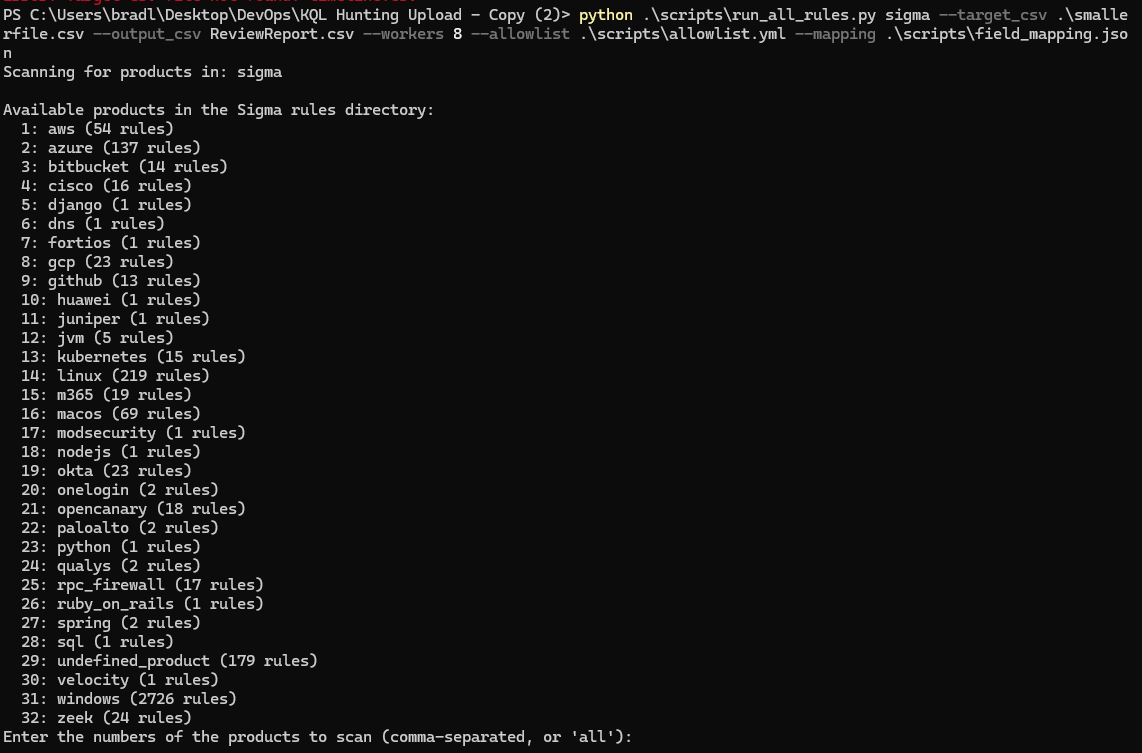 PS C:\Users\bradl\Desktop\DevOps\KQL Hunting Upload - Copy (2)> python .\scripts\run_all_rules.py sigma --target_csv .\smalle
rfile.csv --output_csv ReviewReport.csv --workers 8 --allowlist .\scripts\allowlist.yml --mapping .\scripts\field_mapping.jso
n
Scanning for products in: sigma
Available products in the Sigma rules directory:
1: aws (54 rules)
2: azure (137 rules)
3: bitbucket (14 rules)
4: cisco (16 rules)
5: django (1 rules)
6: dns (1 rules)
7: fortios (1 rules)
8: gcp (23 rules)
9: github (13 rules)
10: huawei (1 rules)
11: juniper (1 rules)
12: jvm (5 rules)
13: kubernetes (15 rules)
14: linux (219 rules)
15: m365 (19 rules)
16: macos (69 rules)
17: modsecurity (1 rules)
18: nodejs (1 rules)
19: okta (23 rules)
20: onelogin (2 rules)
21: opencanary (18 rules)
22: paloalto (2 rules)
23: python (1 rules)
24: qualys (2 rules)
25: rpc_firewall (17 rules)
26: ruby_on_rails (1 rules)
27: spring (2 rules)
28: sql (1 rules)
29: undefined_product (179 rules)
30: velocity (1 rules)
31: windows (2726 rules)
32: zeek (24 rules)
Enter the numbers of the products to scan (comma-separated, or 'all'):